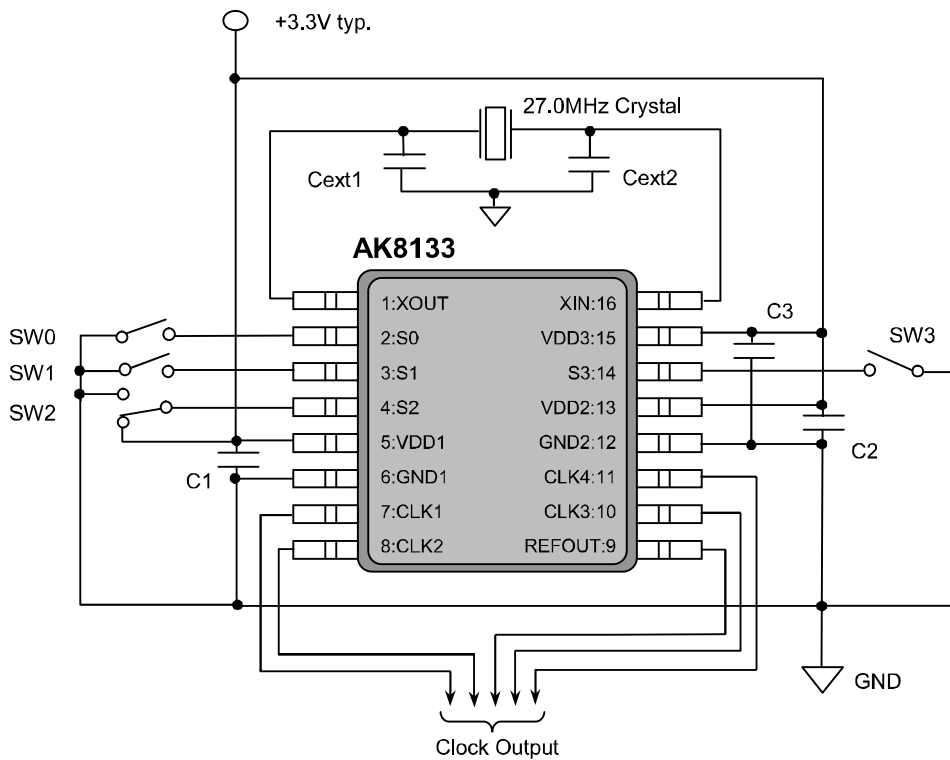 +3.3V typ.
27.0MHz Crystal
Cext1
Cext2
AK8133
1:XOUT
XIN:16
C3
SW0
2:S0
VDD3:15
SW3
SW1
3:S1
S3:14
SW2
4:S2
VDD2:13
5:VDD1
GND2:12
C2
C1
6:GND1
CLK4:11
7:CLK1
CLK3:10
8:CLK2
REFOUT:9
GND
Clock Output